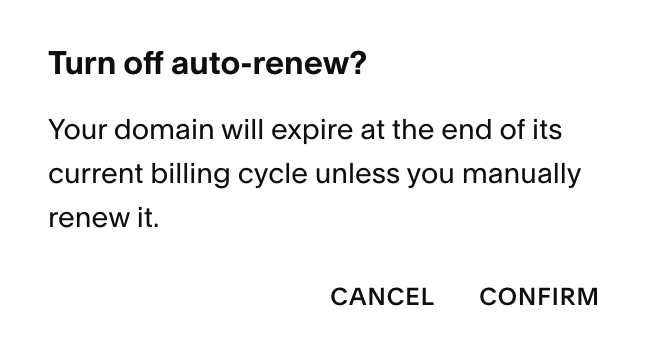 Turn off auto-renew?
Your domain will expire at the end of its
current billing cycle unless you manually
renew it.
CANCEL CONFIRM